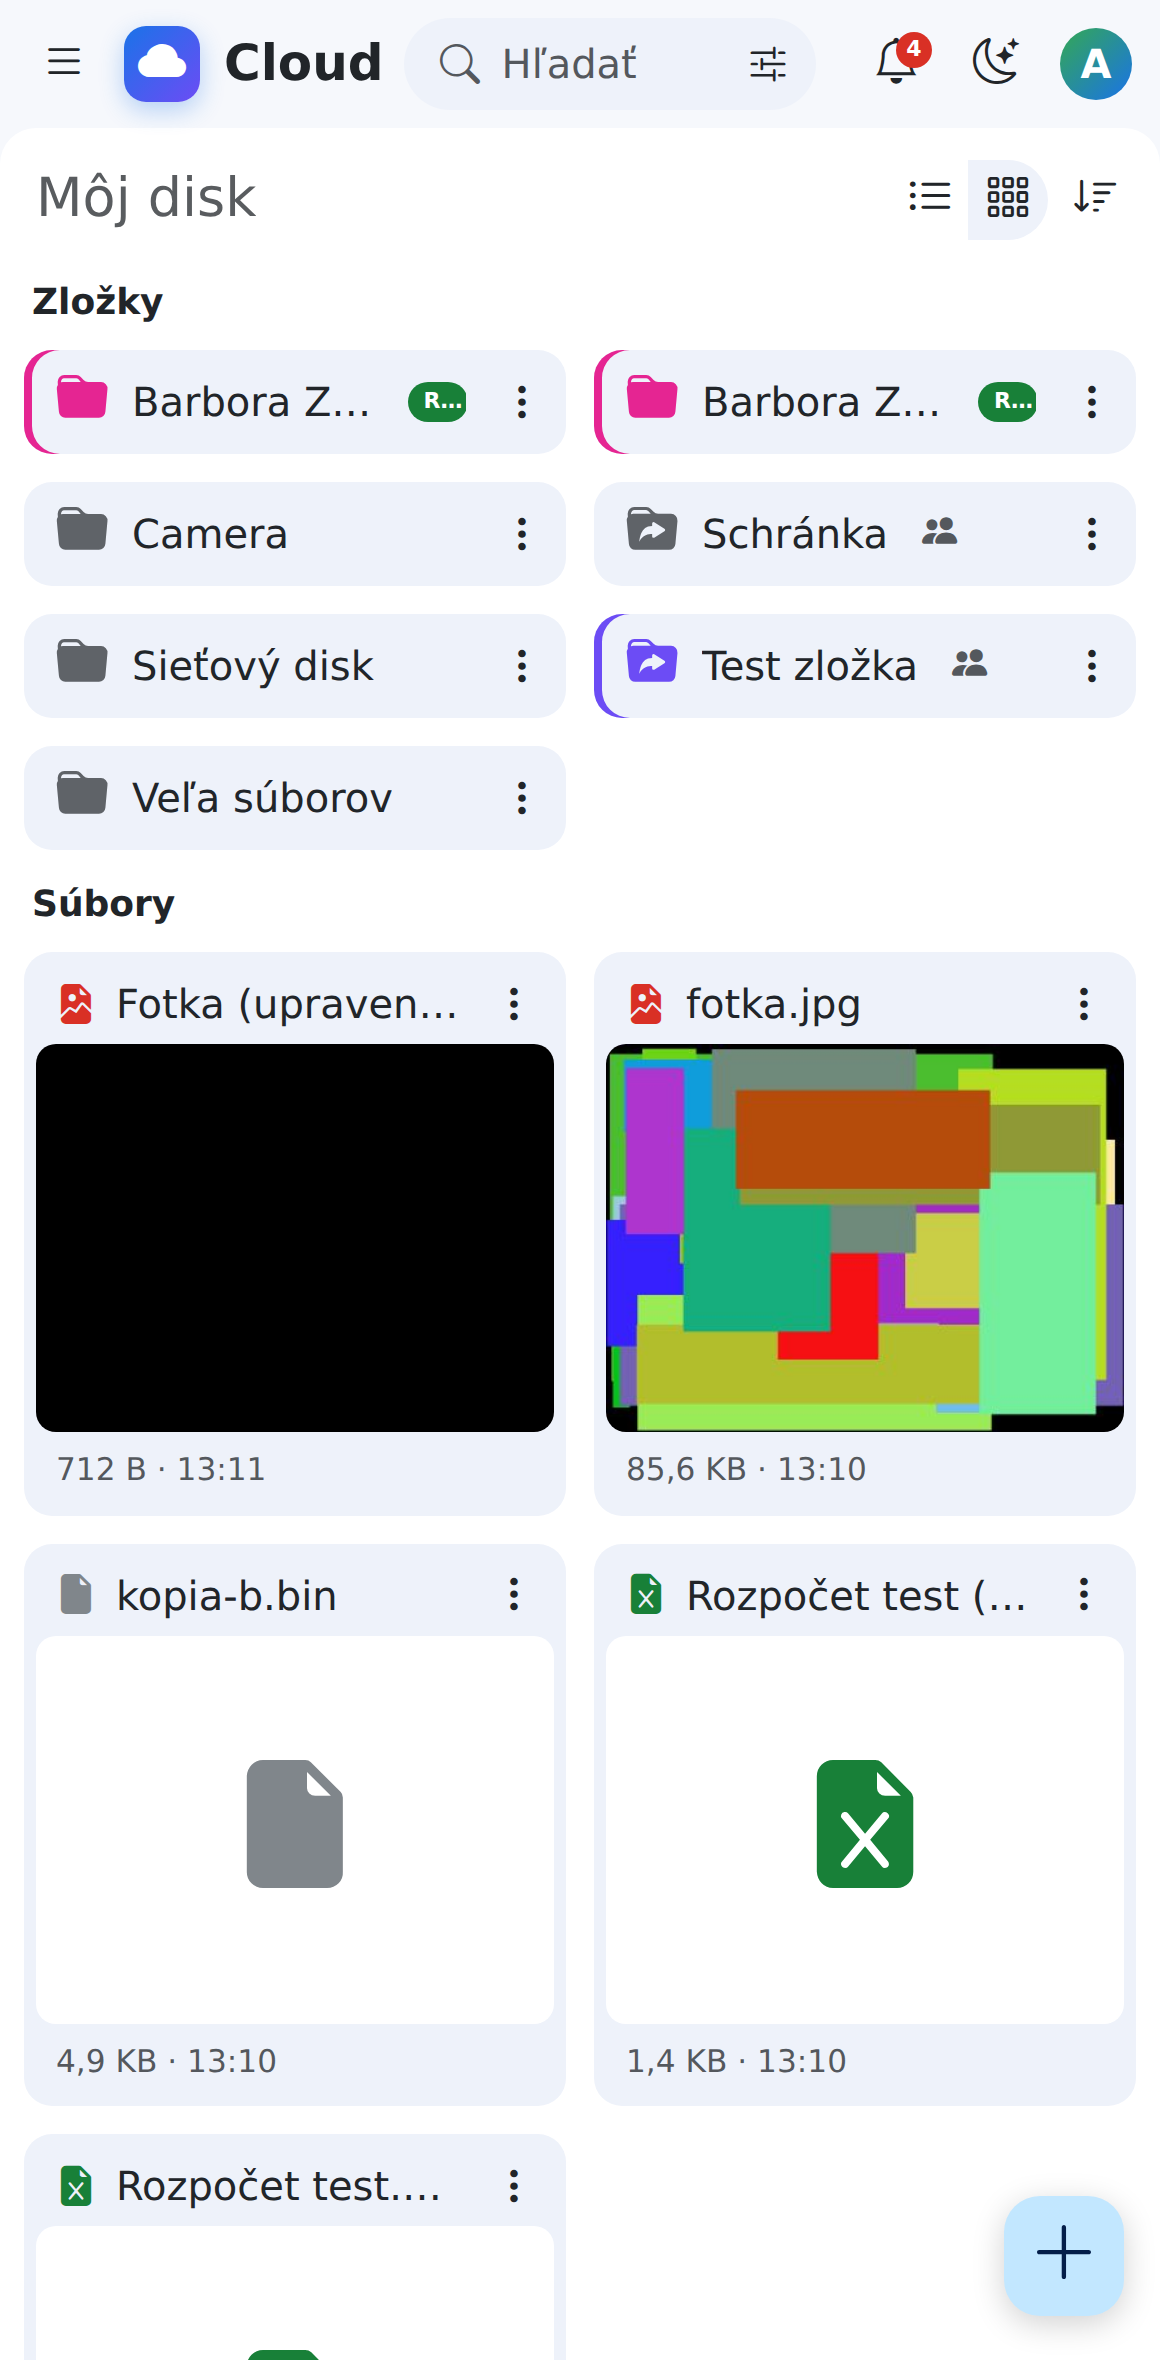 Cloud
Hľadať
4
A
Môj disk
Zložky
Barbora Z...
R...
Barbora Z...
R...
Camera
Schránka
Sieťový disk
Test zložka
Veľa súborov
Súbory
Fotka (upraven...
fotka.jpg
712 B · 13:11
85,6 KB · 13:10
kopia-b.bin
Rozpočet test (...
4,9 KB · 13:10
1,4 KB · 13:10
Rozpočet test....